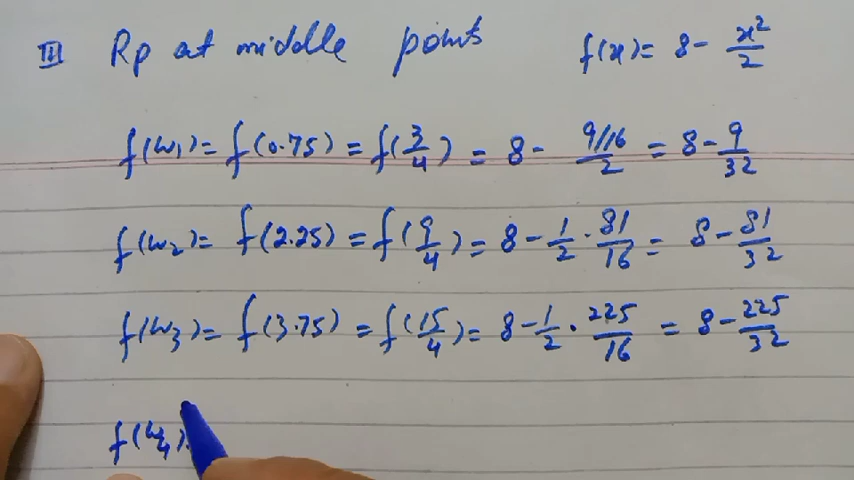 III Rp at middle points f(x) = 8 - x²/2
f(w₁) = f(0.75) = f(3/4) = 8 - (9/16)/2 = 8 - 9/32
f(w₂) = f(2.25) = f(9/4) = 8 - 1/2 · 81/16 = 8 - 81/32
f(w₃) = f(3.75) = f(15/4) = 8 - 1/2 · 225/16 = 8 - 225/32
f(w₄)